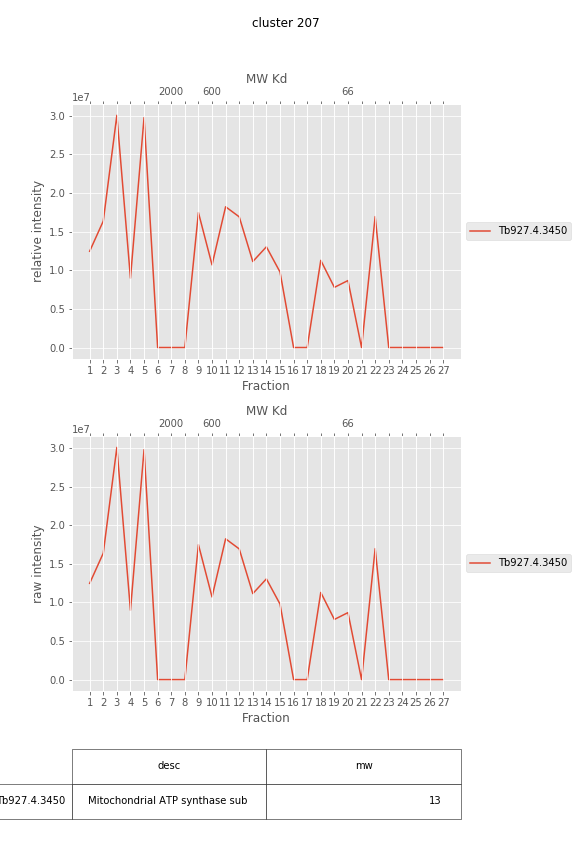 cluster 207
MW Kd
1e7 2000 600 66
3.0
2.5
2.0
1.5
1.0
0.5
0.0
relative intensity
Tb927.4.3450
1 2 3 4 5 6 7 8 9 10 11 12 13 14 15 16 17 18 19 20 21 22 23 24 25 26 27
Fraction
MW Kd
1e7 2000 600 66
3.0
2.5
2.0
1.5
1.0
0.5
0.0
raw intensity
Tb927.4.3450
1 2 3 4 5 6 7 8 9 10 11 12 13 14 15 16 17 18 19 20 21 22 23 24 25 26 27
Fraction
desc mw
Tb927.4.3450 Mitochondrial ATP synthase sub 13